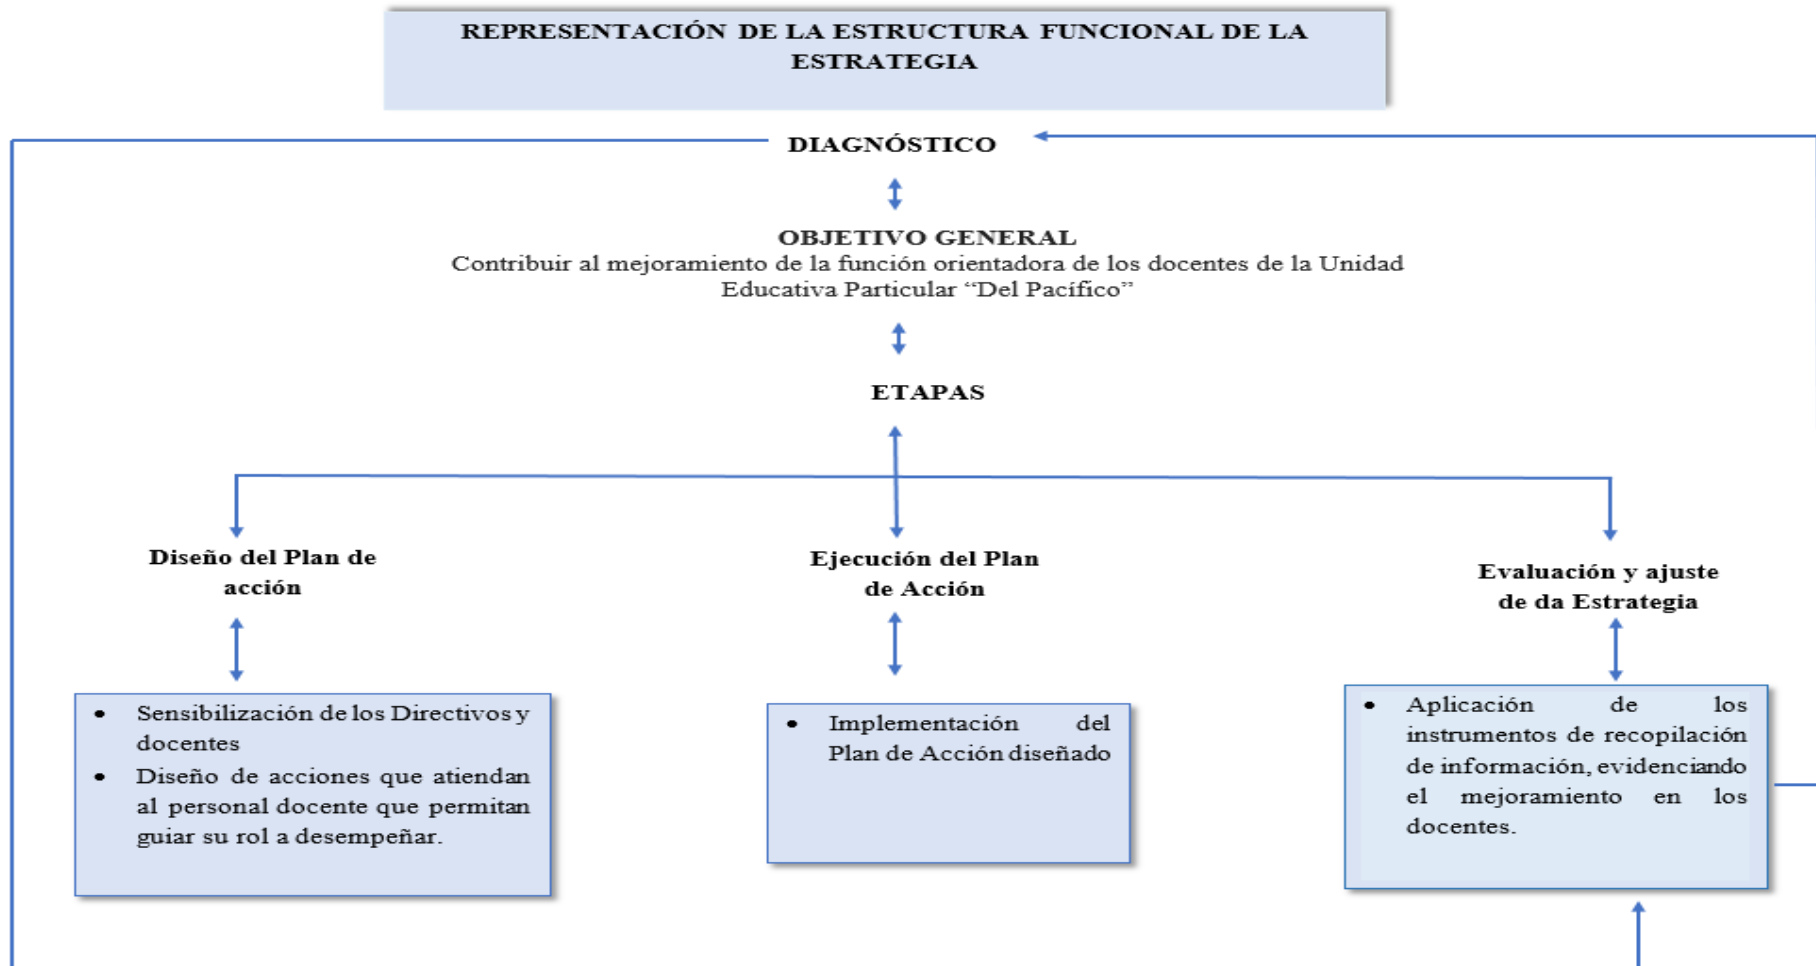 REPRESENTACIÓN DE LA ESTRUCTURA FUNCIONAL DE LA
ESTRATEGIA
DIAGNÓSTICO
OBJETIVO GENERAL
Contribuir al mejoramiento de la función orientadora de los docentes de la Unidad
Educativa Particular “Del Pacífico”
ETAPAS
Diseño del Plan de
acción
• Sensibilización de los Directivos y
docentes
• Diseño de acciones que atiendan
al personal docente que permitan
guiar su rol a desempeñar.
Ejecución del Plan
de Acción
• Implementación del
Plan de Acción diseñado
Evaluación y ajuste
de da Estrategia
• Aplicación de los
instrumentos de recopilación
de información, evidenciando
el mejoramiento en los
docentes.